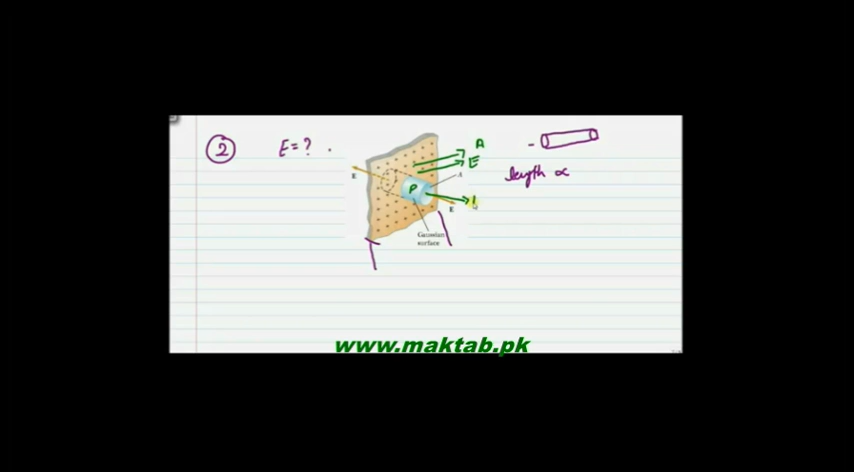 ② E=? .
A
E
E
A
P
E
Gaussian
surface
length ∝
www.maktab.pk